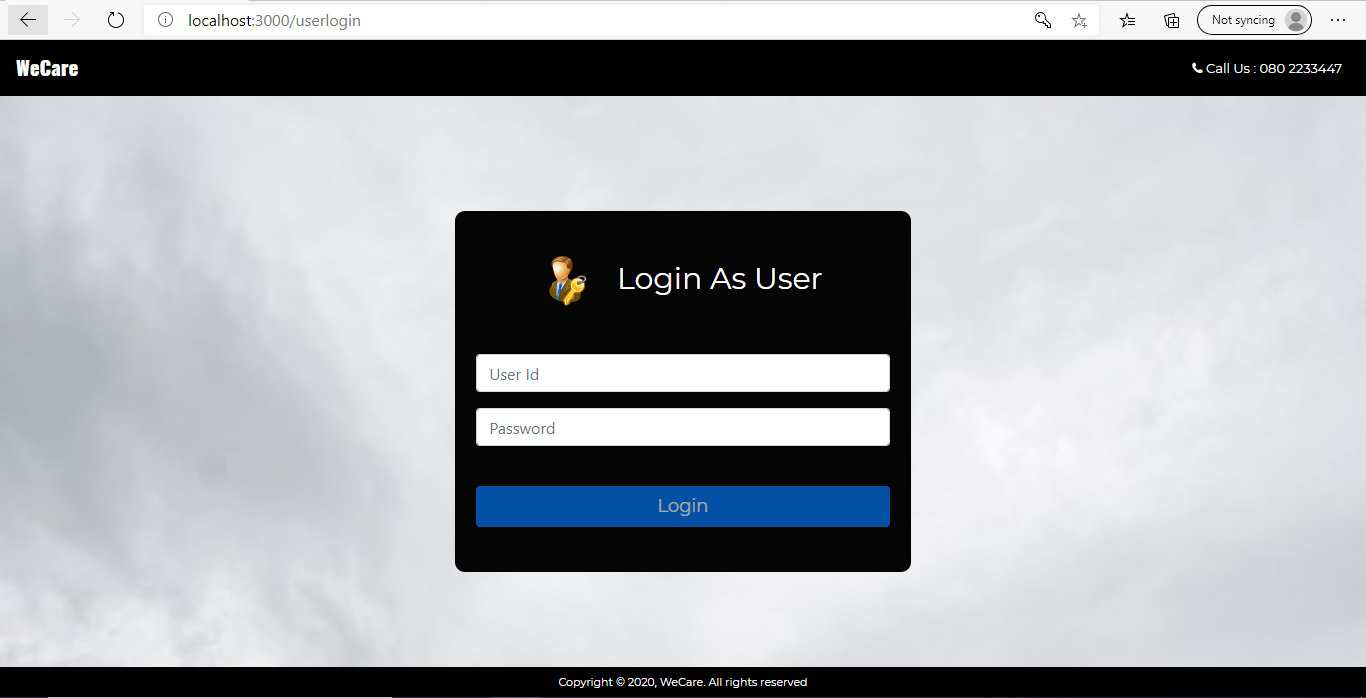 localhost:3000/userlogin
Not syncing
WeCare
Call Us : 080 2233447
Login As User
User Id
Password
Login
Copyright © 2020, WeCare. All rights reserved